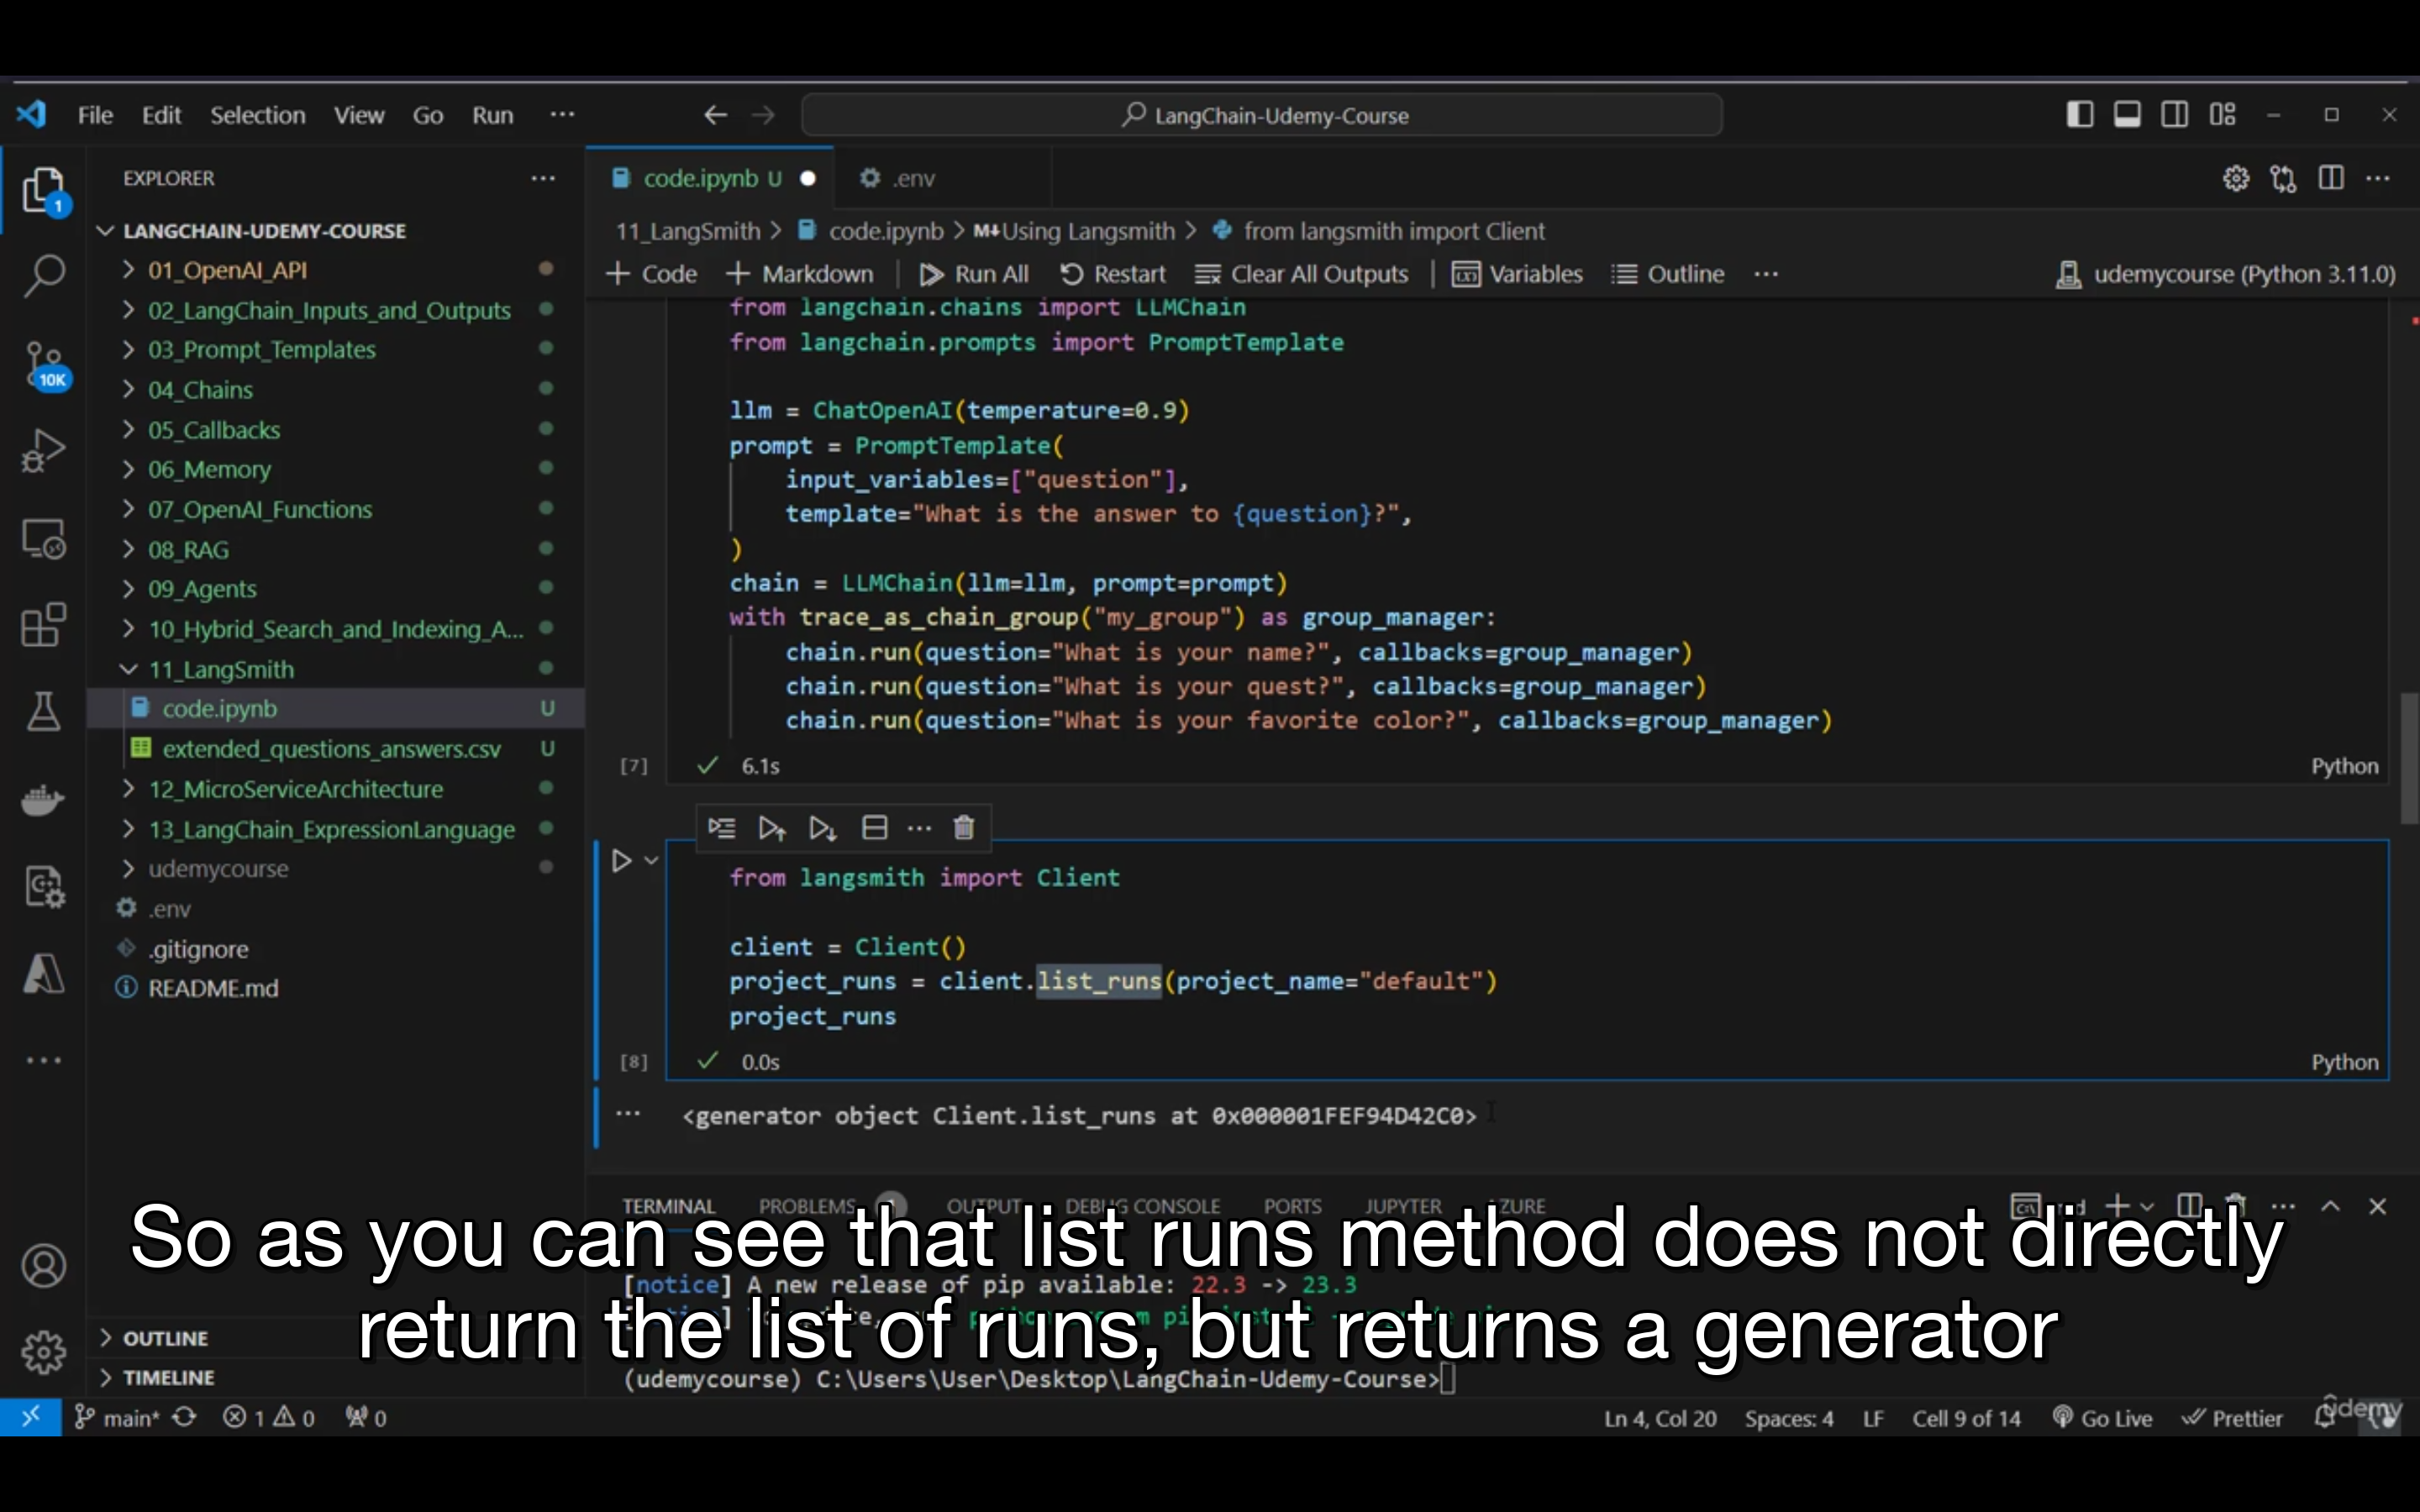 File Edit Selection View Go Run ...
LangChain-Udemy-Course
EXPLORER
1
LANGCHAIN-UDEMY-COURSE
01_OpenAI_API
02_LangChain_Inputs_and_Outputs
03_Prompt_Templates
10K
04_Chains
05_Callbacks
06_Memory
07_OpenAI_Functions
08_RAG
09_Agents
10_Hybrid_Search_and_Indexing_A...
11_LangSmith
code.ipynb U
extended_questions_answers.csv U
12_MicroServiceArchitecture
13_LangChain_ExpressionLanguage
udemycourse
.env
.gitignore
README.md
OUTLINE
TIMELINE
code.ipynb U
.env
11_LangSmith > code.ipynb > M↓Using Langsmith > from langsmith import Client
+ Code + Markdown | Run All Restart Clear All Outputs | Variables Outline ...
udemycourse (Python 3.11.0)
from langchain.chains import LLMChain
from langchain.prompts import PromptTemplate
llm = ChatOpenAI(temperature=0.9)
prompt = PromptTemplate(
    input_variables=["question"],
    template="What is the answer to {question}?",
)
chain = LLMChain(llm=llm, prompt=prompt)
with trace_as_chain_group("my_group") as group_manager:
    chain.run(question="What is your name?", callbacks=group_manager)
    chain.run(question="What is your quest?", callbacks=group_manager)
    chain.run(question="What is your favorite color?", callbacks=group_manager)
[7] 6.1s Python
from langsmith import Client
client = Client()
project_runs = client.list_runs(project_name="default")
project_runs
[8] 0.0s Python
<generator object Client.list_runs at 0x000001FEF94D42C0>
TERMINAL PROBLEMS OUTPUT DEBUG CONSOLE PORTS JUPYTER AZURE
So as you can see that list runs method does not directly
[notice] A new release of pip available: 22.3 -> 23.3
return the list of runs, but returns a generator
(udemycourse) C:\Users\User\Desktop\LangChain-Udemy-Course>
main* 1 0 0
Ln 4, Col 20 Spaces: 4 LF Cell 9 of 14 Go Live Prettier
udemy